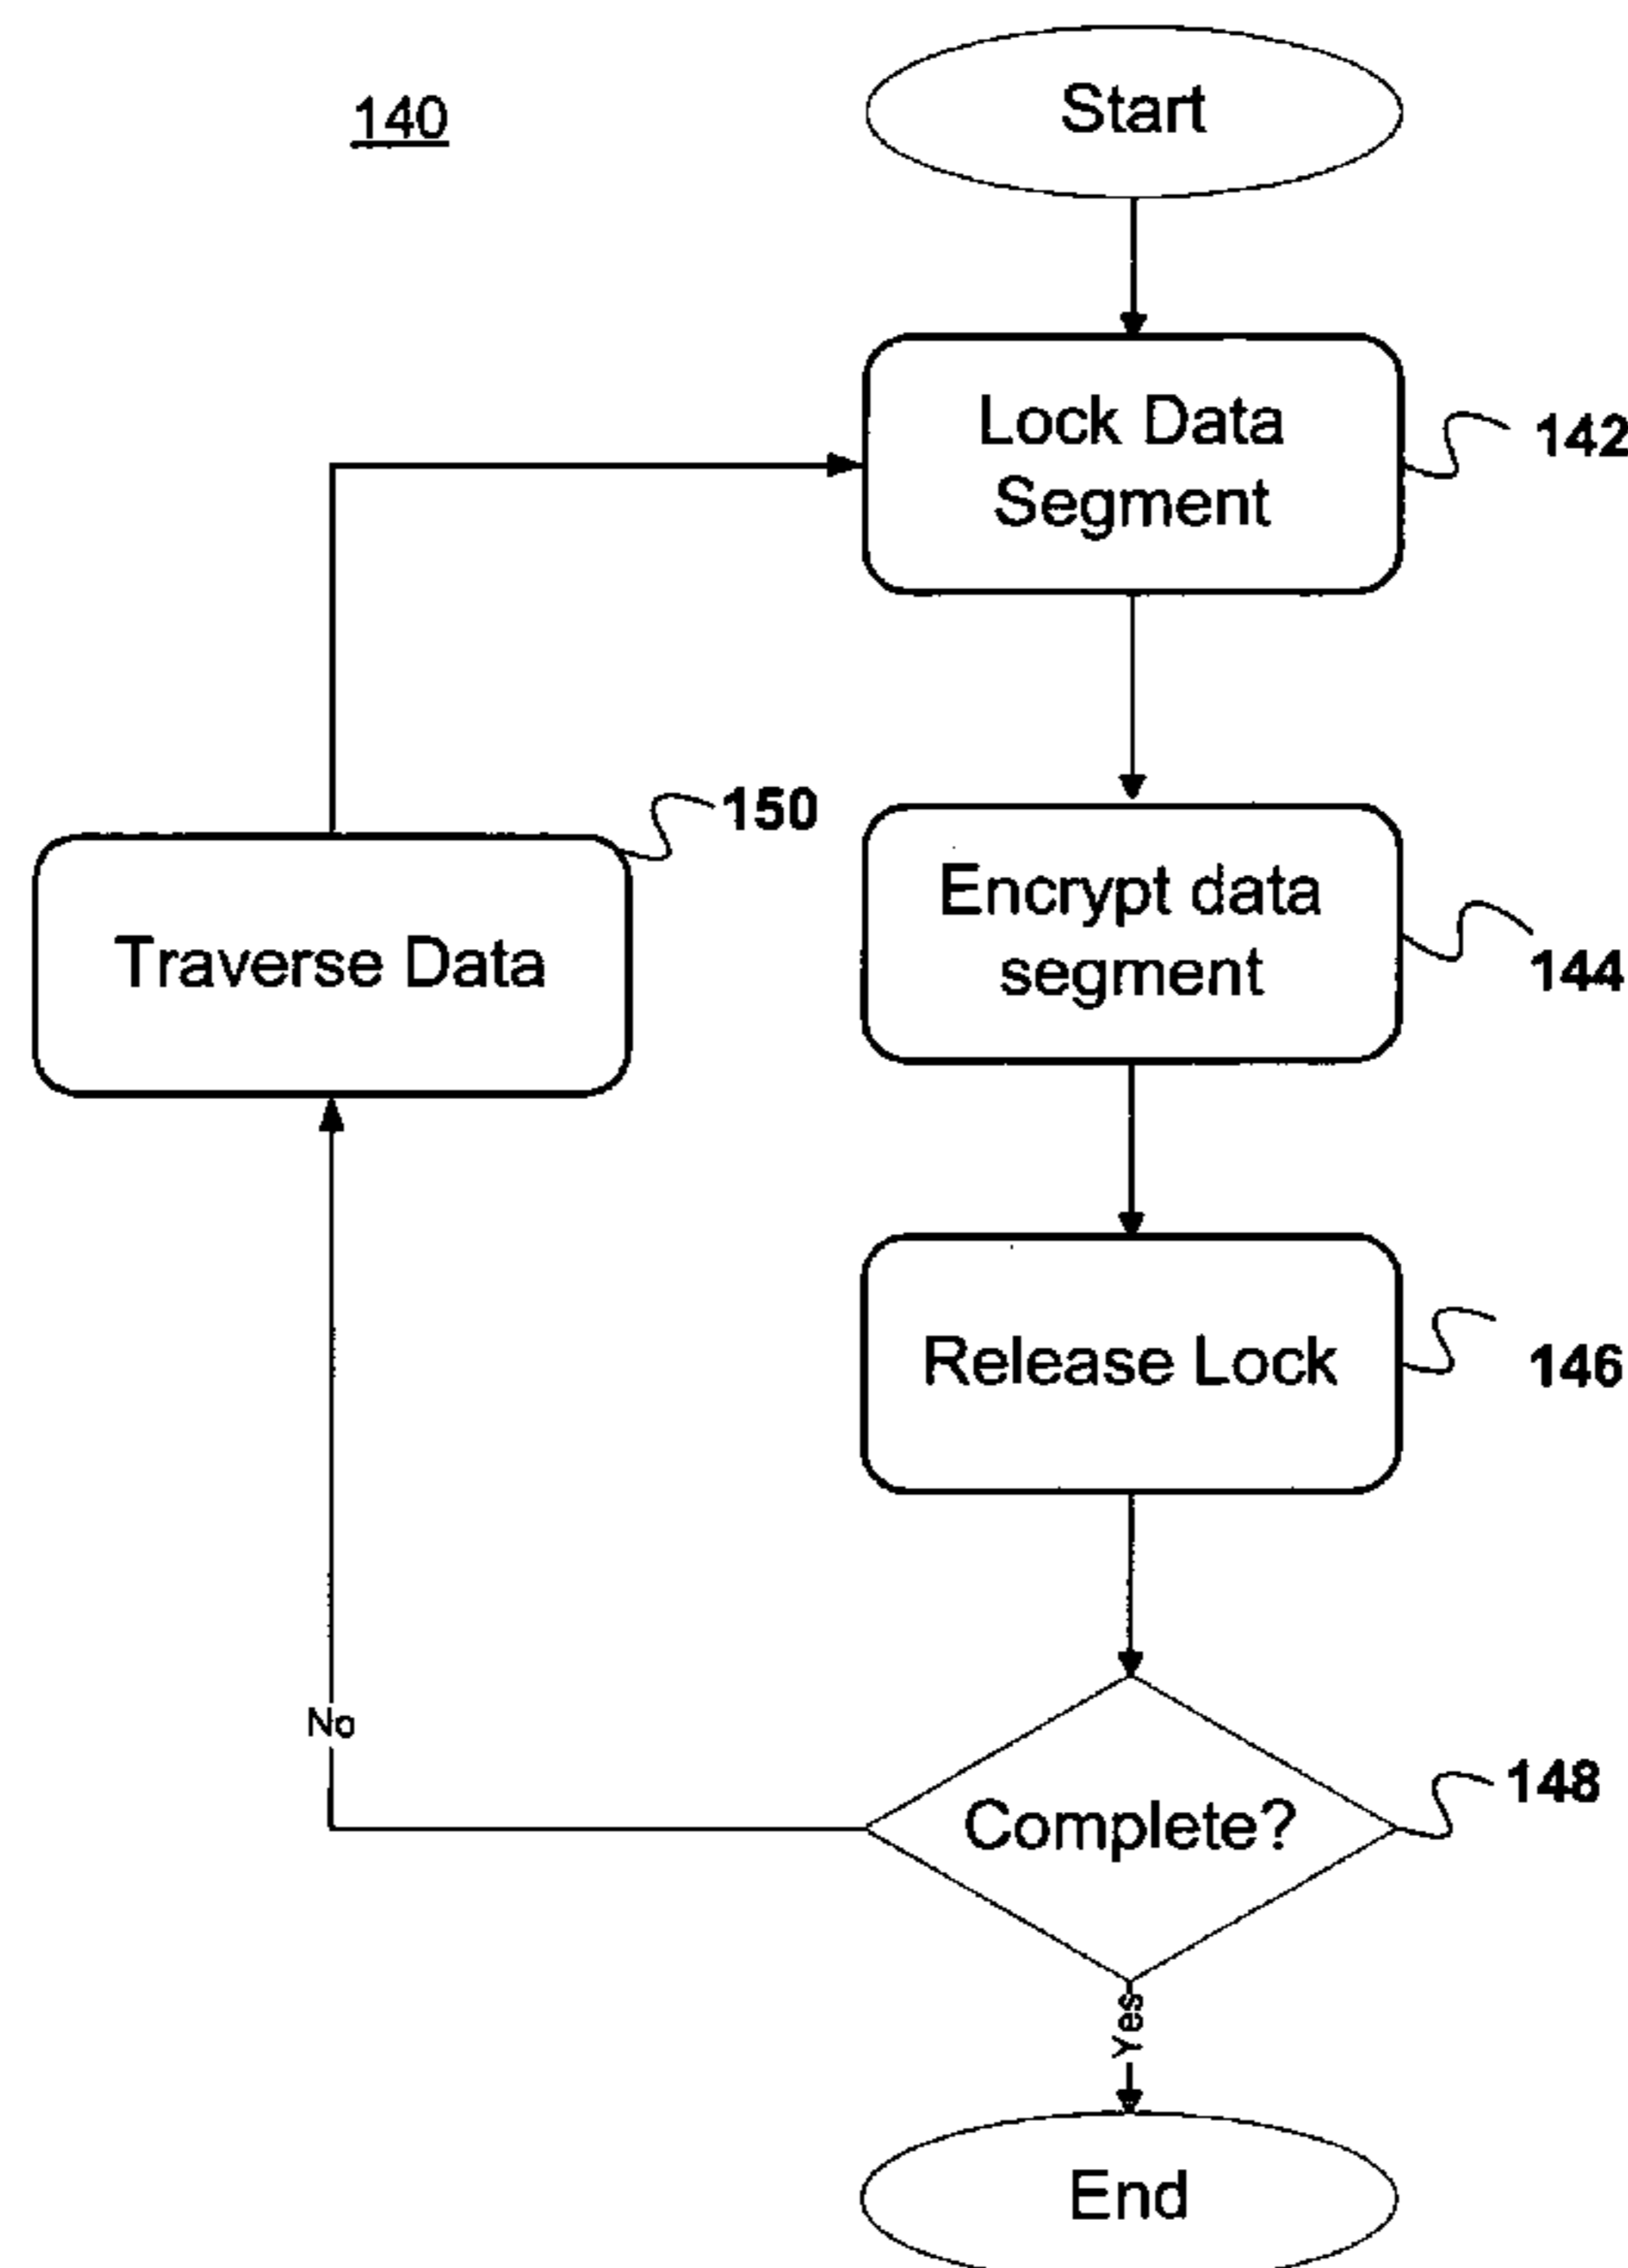 140
Start
Lock Data
Segment
142
150
Encrypt data
segment
144
Traverse Data
Release Lock
146
No
Complete?
148
Yes
End